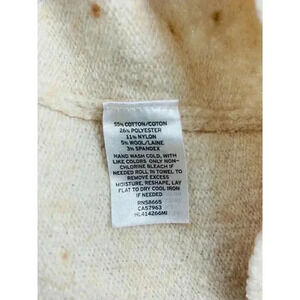 55% COTTON/COTON
26% POLYESTER
11% NYLON
5% WOOL/LAINE
3% SPANDEX
HAND WASH COLD, WITH
LIKE COLORS ONLY NON-
CHLORINE BLEACH IF
NEEDED ROLL IN TOWEL TO
REMOVE EXCESS
MOISTURE, RESHAPE, LAY
FLAT TO DRY COOL IRON
IF NEEDED
RN58665
CA57963
HL414266MI